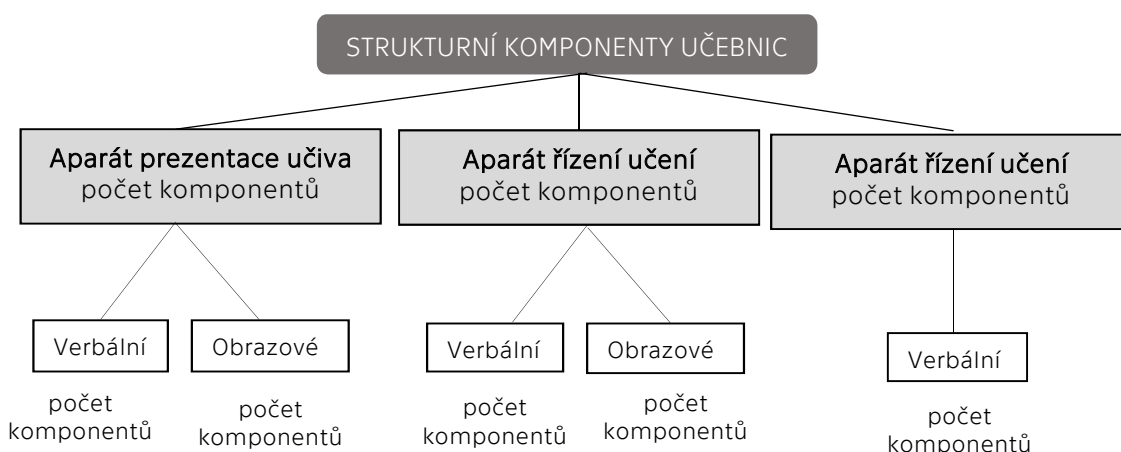 STRUKTURNÍ KOMPONENTY UČEBNIC
Aparát prezentace učiva
počet komponentů
Aparát řízení učení
počet komponentů
Aparát řízení učení
počet komponentů
Verbální
Obrazové
Verbální
Obrazové
Verbální
počet
komponentů
počet
komponentů
počet
komponentů
počet
komponentů
počet
komponentů